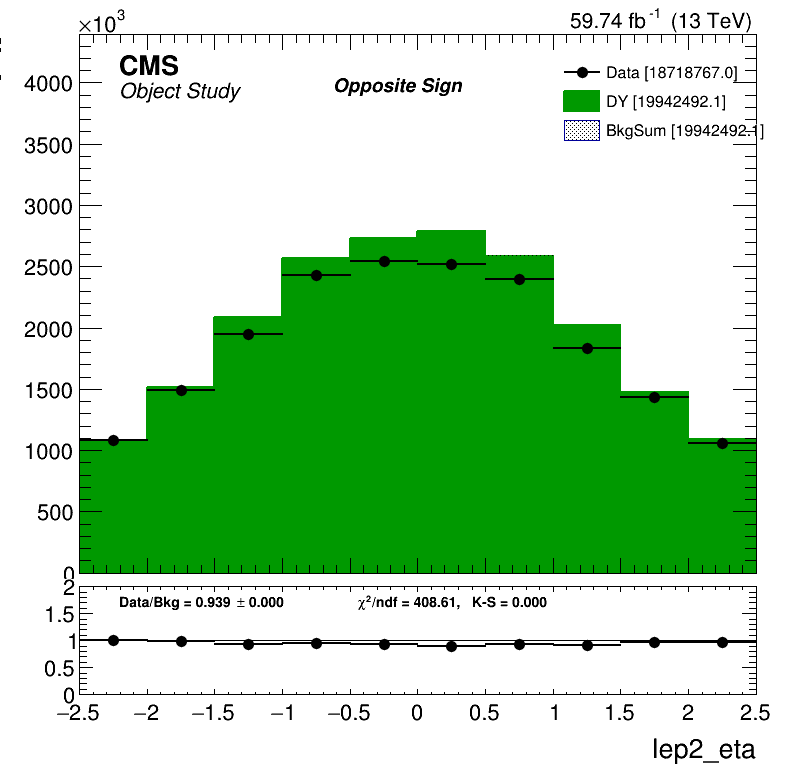 ×10³
59.74 fb⁻¹ (13 TeV)
CMS
Object Study
Opposite Sign
Data [18718767.0]
DY [19942492.1]
BkgSum [19942492.1]
4000
3500
3000
2500
2000
1500
1000
500
0
2
1.5
1
0.5
0
Data/Bkg = 0.939 ± 0.000
χ²/ndf = 408.61, K-S = 0.000
−2.5 −2 −1.5 −1 −0.5 0 0.5 1 1.5 2 2.5
lep2_eta